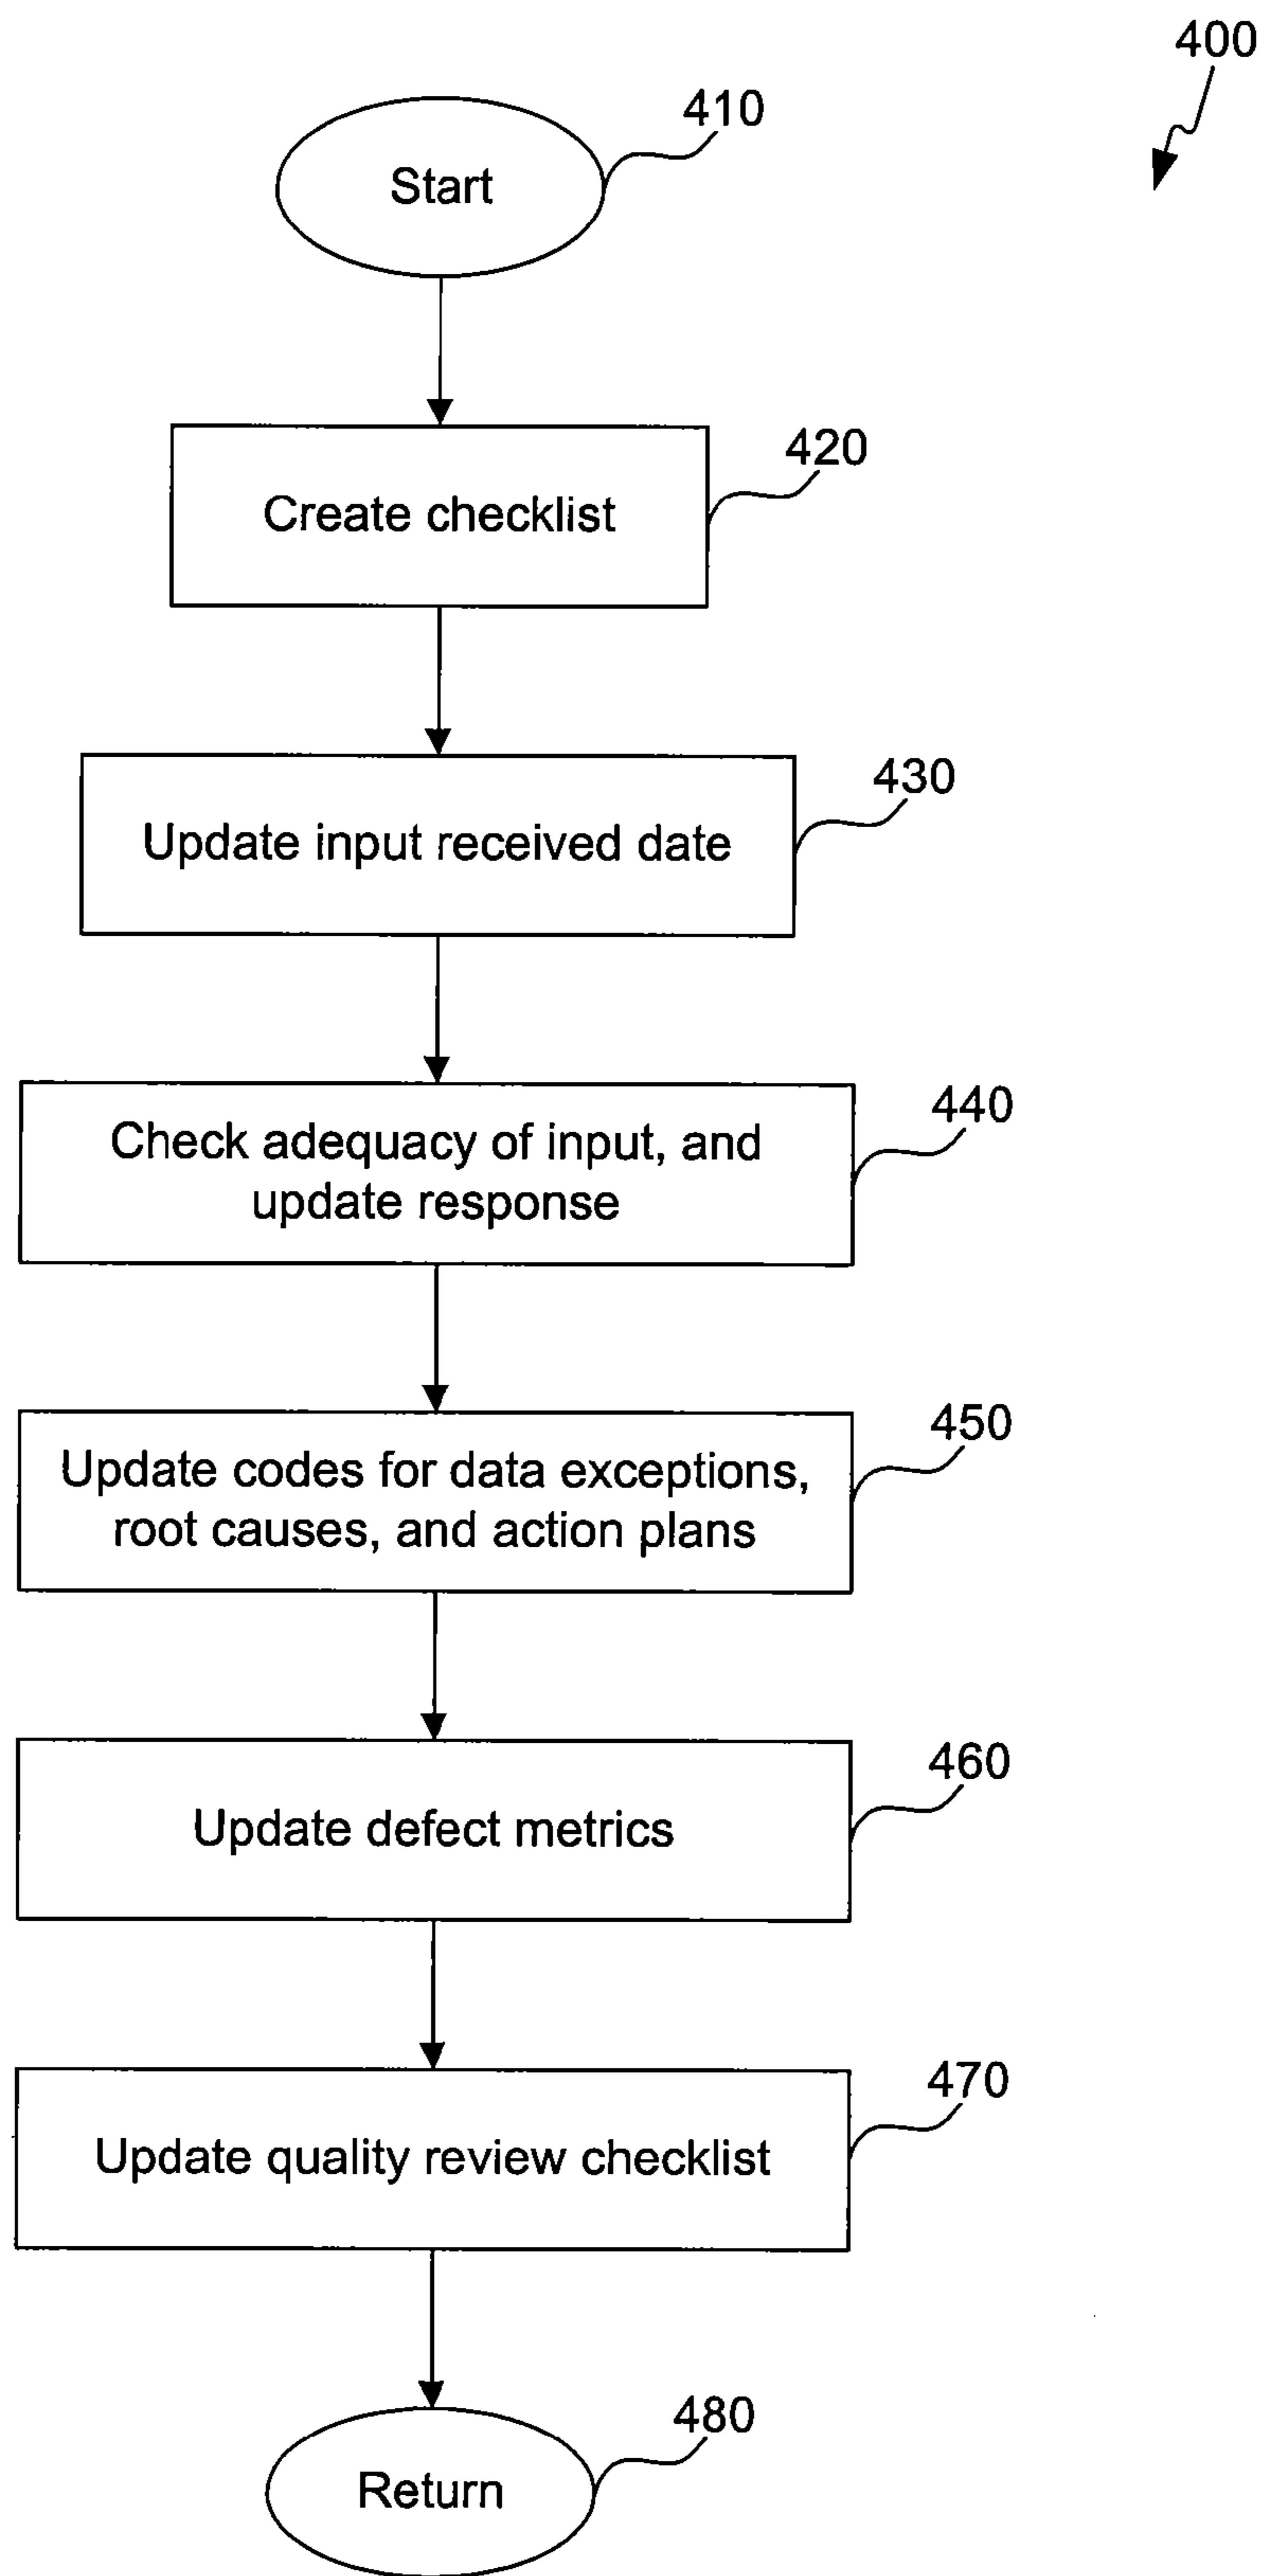 400
410
Start
420
Create checklist
430
Update input received date
440
Check adequacy of input, and
update response
450
Update codes for data exceptions,
root causes, and action plans
460
Update defect metrics
470
Update quality review checklist
480
Return